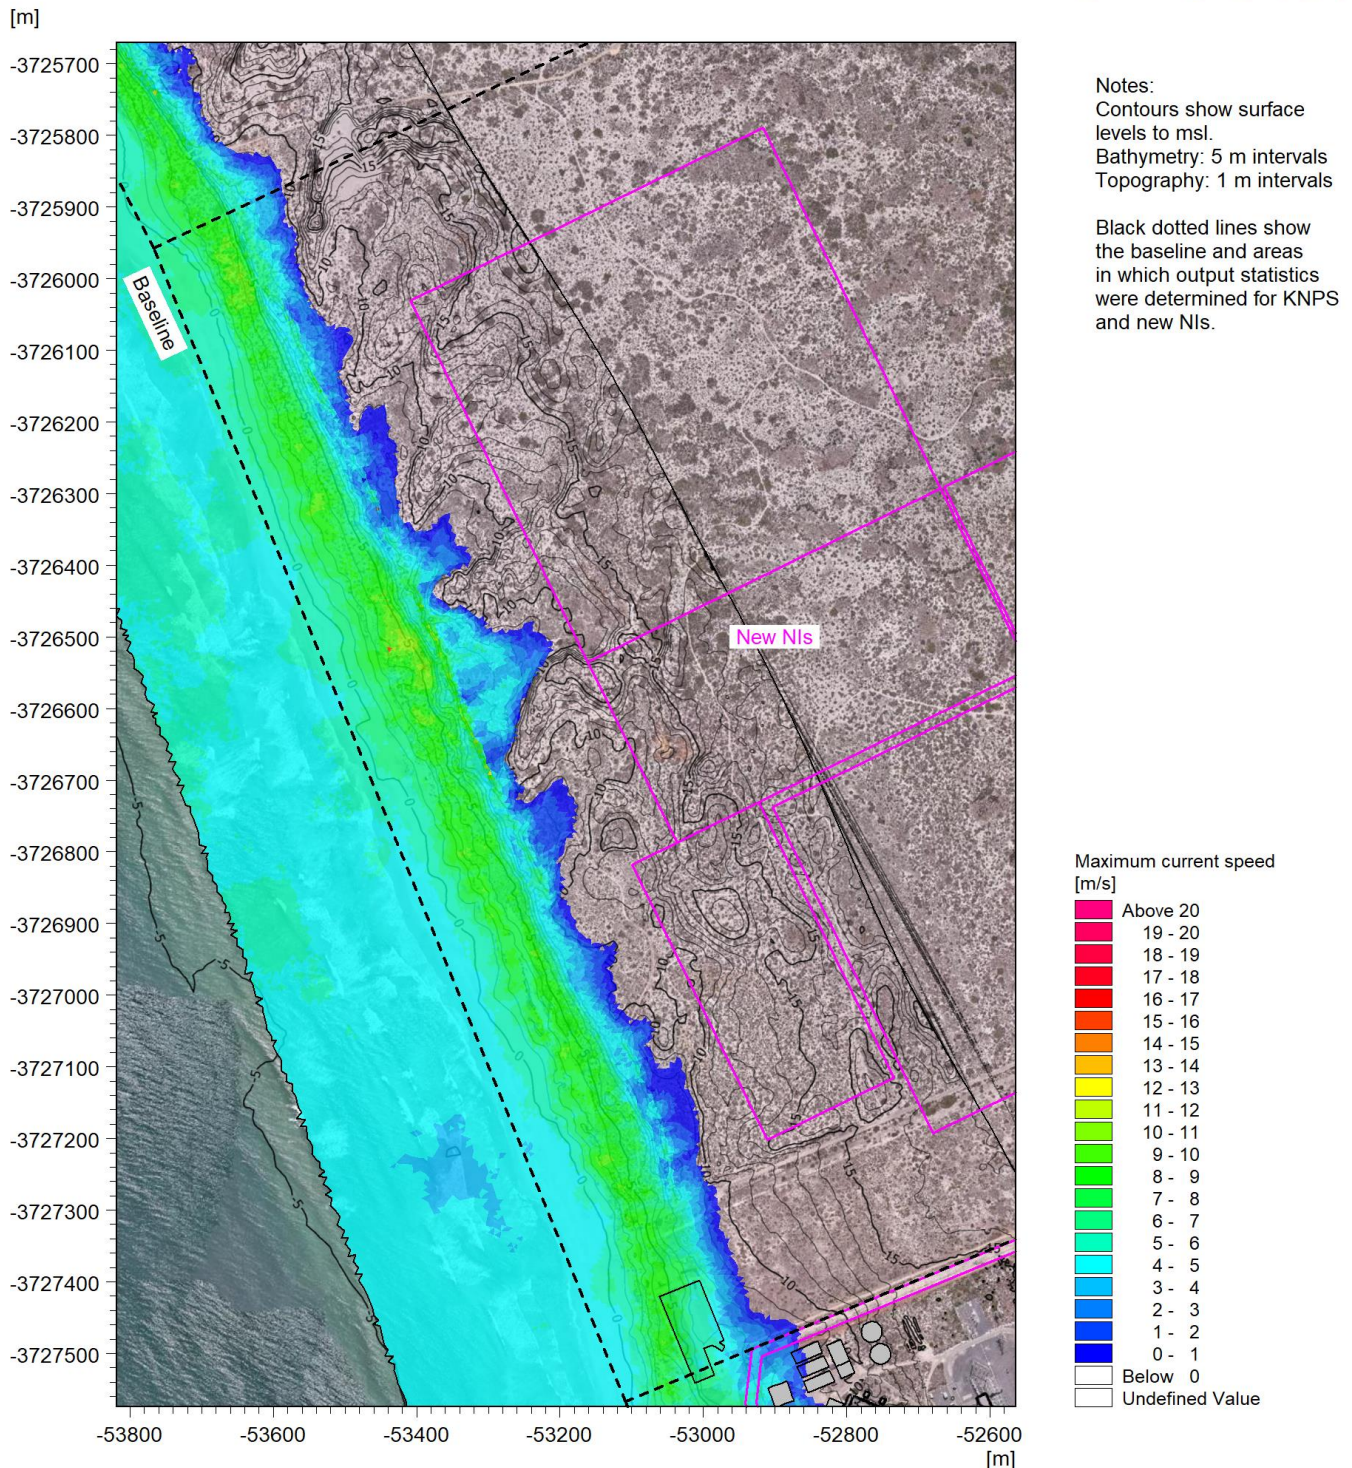 [m]
-3725700
-3725800
-3725900
-3726000
-3726100
-3726200
-3726300
-3726400
-3726500
-3726600
-3726700
-3726800
-3726900
-3727000
-3727100
-3727200
-3727300
-3727400
-3727500
-53800 -53600 -53400 -53200 -53000 -52800 -52600
[m]
Baseline
New NIs
Notes:
Contours show surface
levels to msl.
Bathymetry: 5 m intervals
Topography: 1 m intervals
Black dotted lines show
the baseline and areas
in which output statistics
were determined for KNPS
and new NIs.
Maximum current speed
[m/s]
Above 20
19 - 20
18 - 19
17 - 18
16 - 17
15 - 16
14 - 15
13 - 14
12 - 13
11 - 12
10 - 11
9 - 10
8 - 9
7 - 8
6 - 7
5 - 6
4 - 5
3 - 4
2 - 3
1 - 2
0 - 1
Below 0
Undefined Value